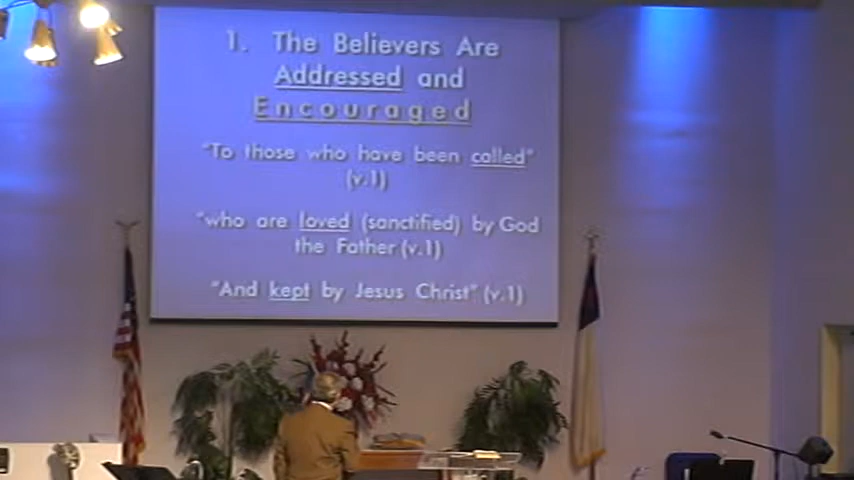 1. The Believers Are
Addressed and
Encouraged
"To those who have been called"
(v.1)
"who are loved (sanctified) by God
the Father (v.1)
"And kept by Jesus Christ" (v.1)